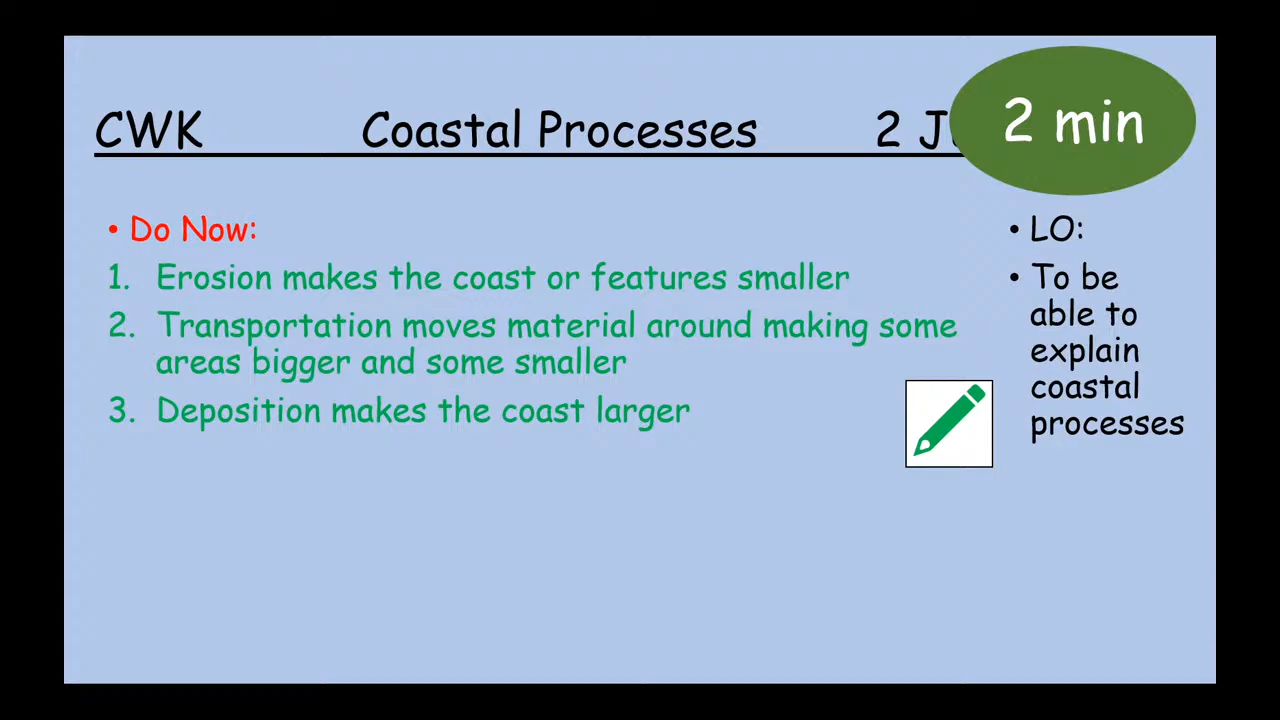 CWK Coastal Processes 2
2 min
• Do Now:
1. Erosion makes the coast or features smaller
2. Transportation moves material around making some
areas bigger and some smaller
3. Deposition makes the coast larger
• LO:
• To be
able to
explain
coastal
processes